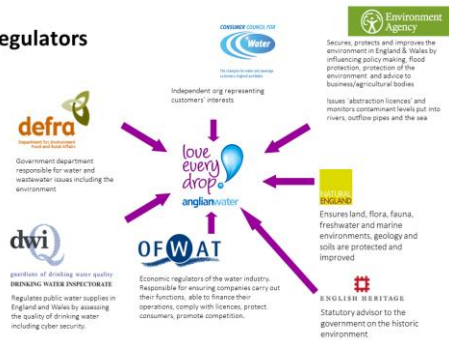 egulators
CONSUMER COUNCIL FOR
Water
Independent org representing
customers' interests
Environment
Agency
Secures, protects and improves the
environment in England & Wales by
influencing policy making, flood
protection, protection of the
environment and advice to
business/agricultural bodies
Issues 'abstraction licences' and
monitors contaminant levels put into
rivers, outflow pipes and the sea
defra
Department for Environment
Food and Rural Affairs
Government department
responsible for water and
wastewater issues including the
environment
love
every
drop
anglianwater
NATURAL
ENGLAND
Ensures land, flora, fauna,
freshwater and marine
environments, geology and
soils are protected and
improved
dwi
guardians of drinking water quality
DRINKING WATER INSPECTORATE
Regulates public water supplies in
England and Wales by assessing
the quality of drinking water
including cyber security.
OFWAT
Economic regulators of the water industry.
Responsible for ensuring companies carry out
their functions, able to finance their
operations, comply with licences, protect
consumers, promote competition.
ENGLISH HERITAGE
Statutory advisor to the
government on the historic
environment